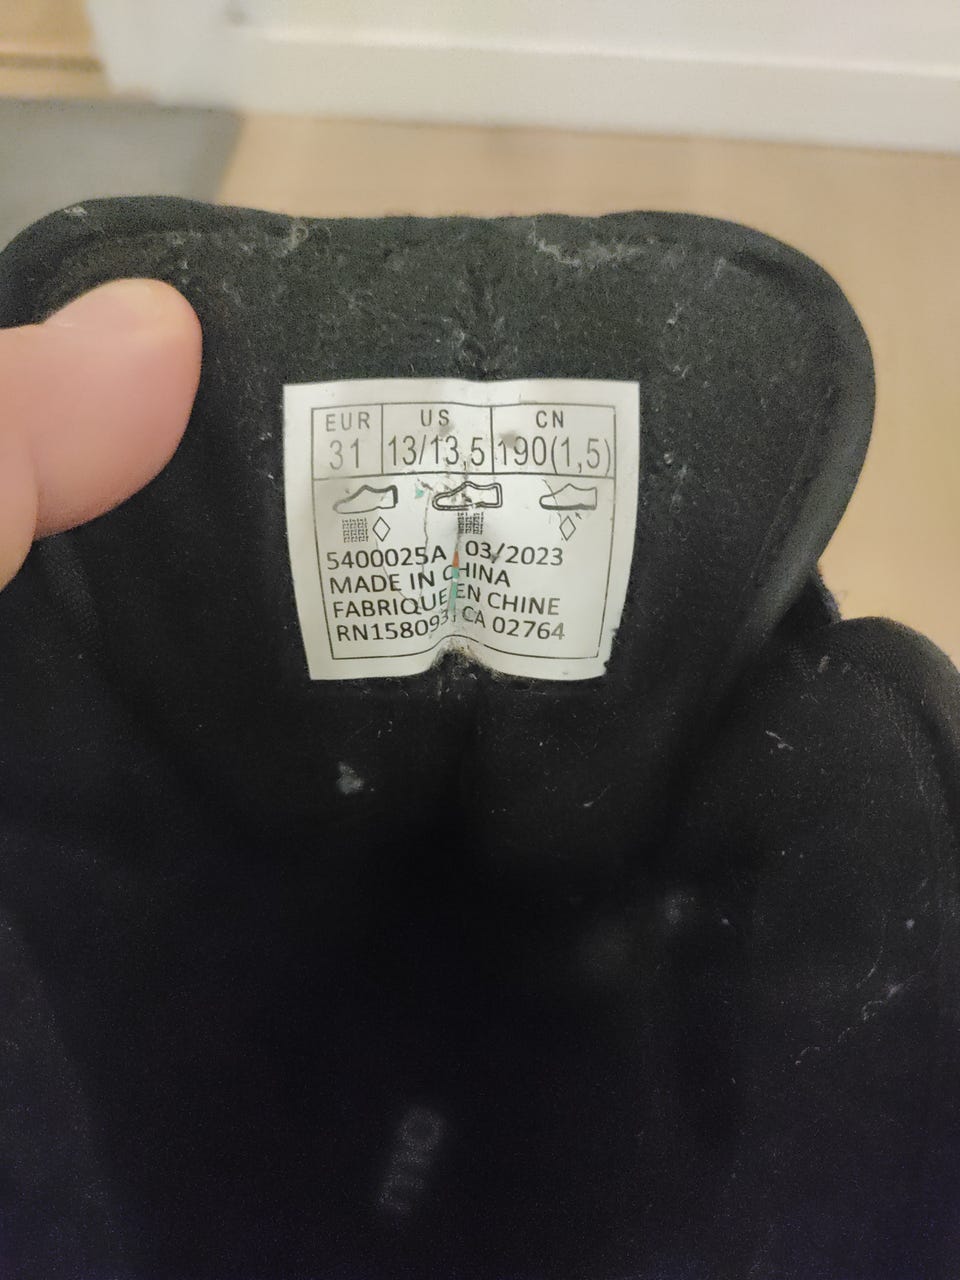 EUR US CN
31 13/13,5 190(1,5)
5400025A 03/2023
MADE IN CHINA
FABRIQUE EN CHINE
RN158093 CA 02764